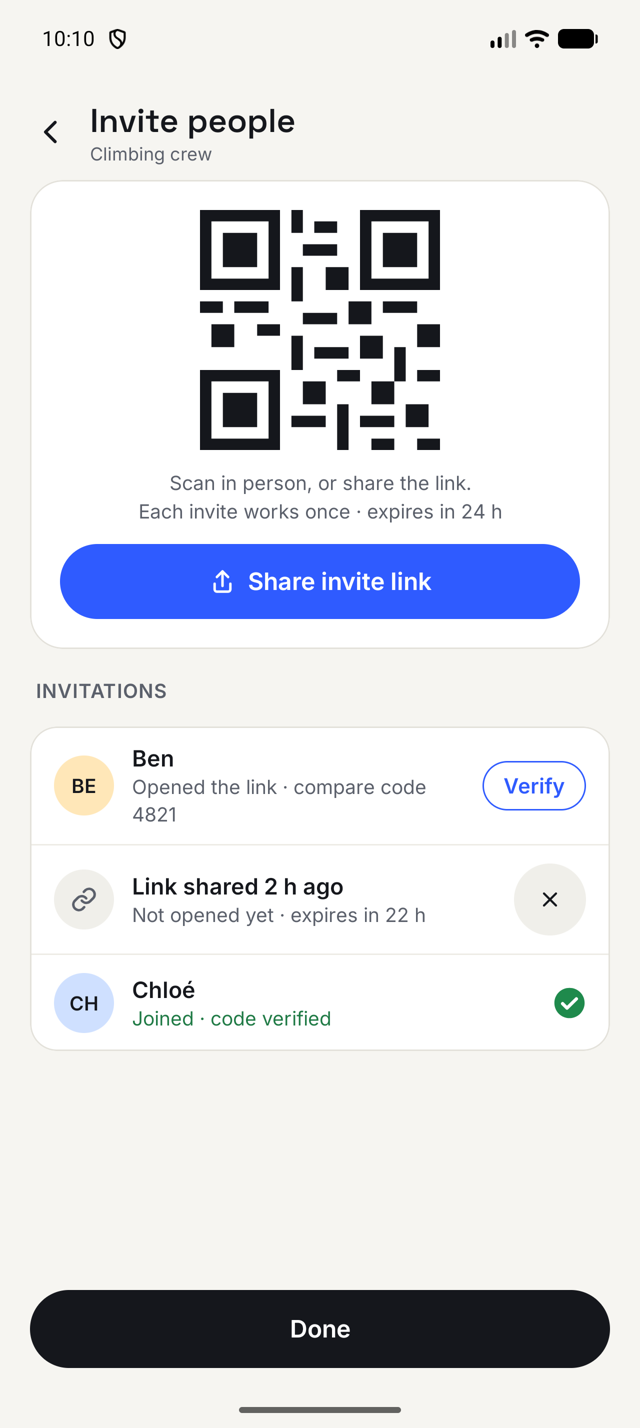 10:10
Invite people
Climbing crew
Scan in person, or share the link.
Each invite works once · expires in 24 h
Share invite link
INVITATIONS
BE
Ben
Opened the link · compare code
4821
Verify
Link shared 2 h ago
Not opened yet · expires in 22 h
CH
Chloé
Joined · code verified
Done